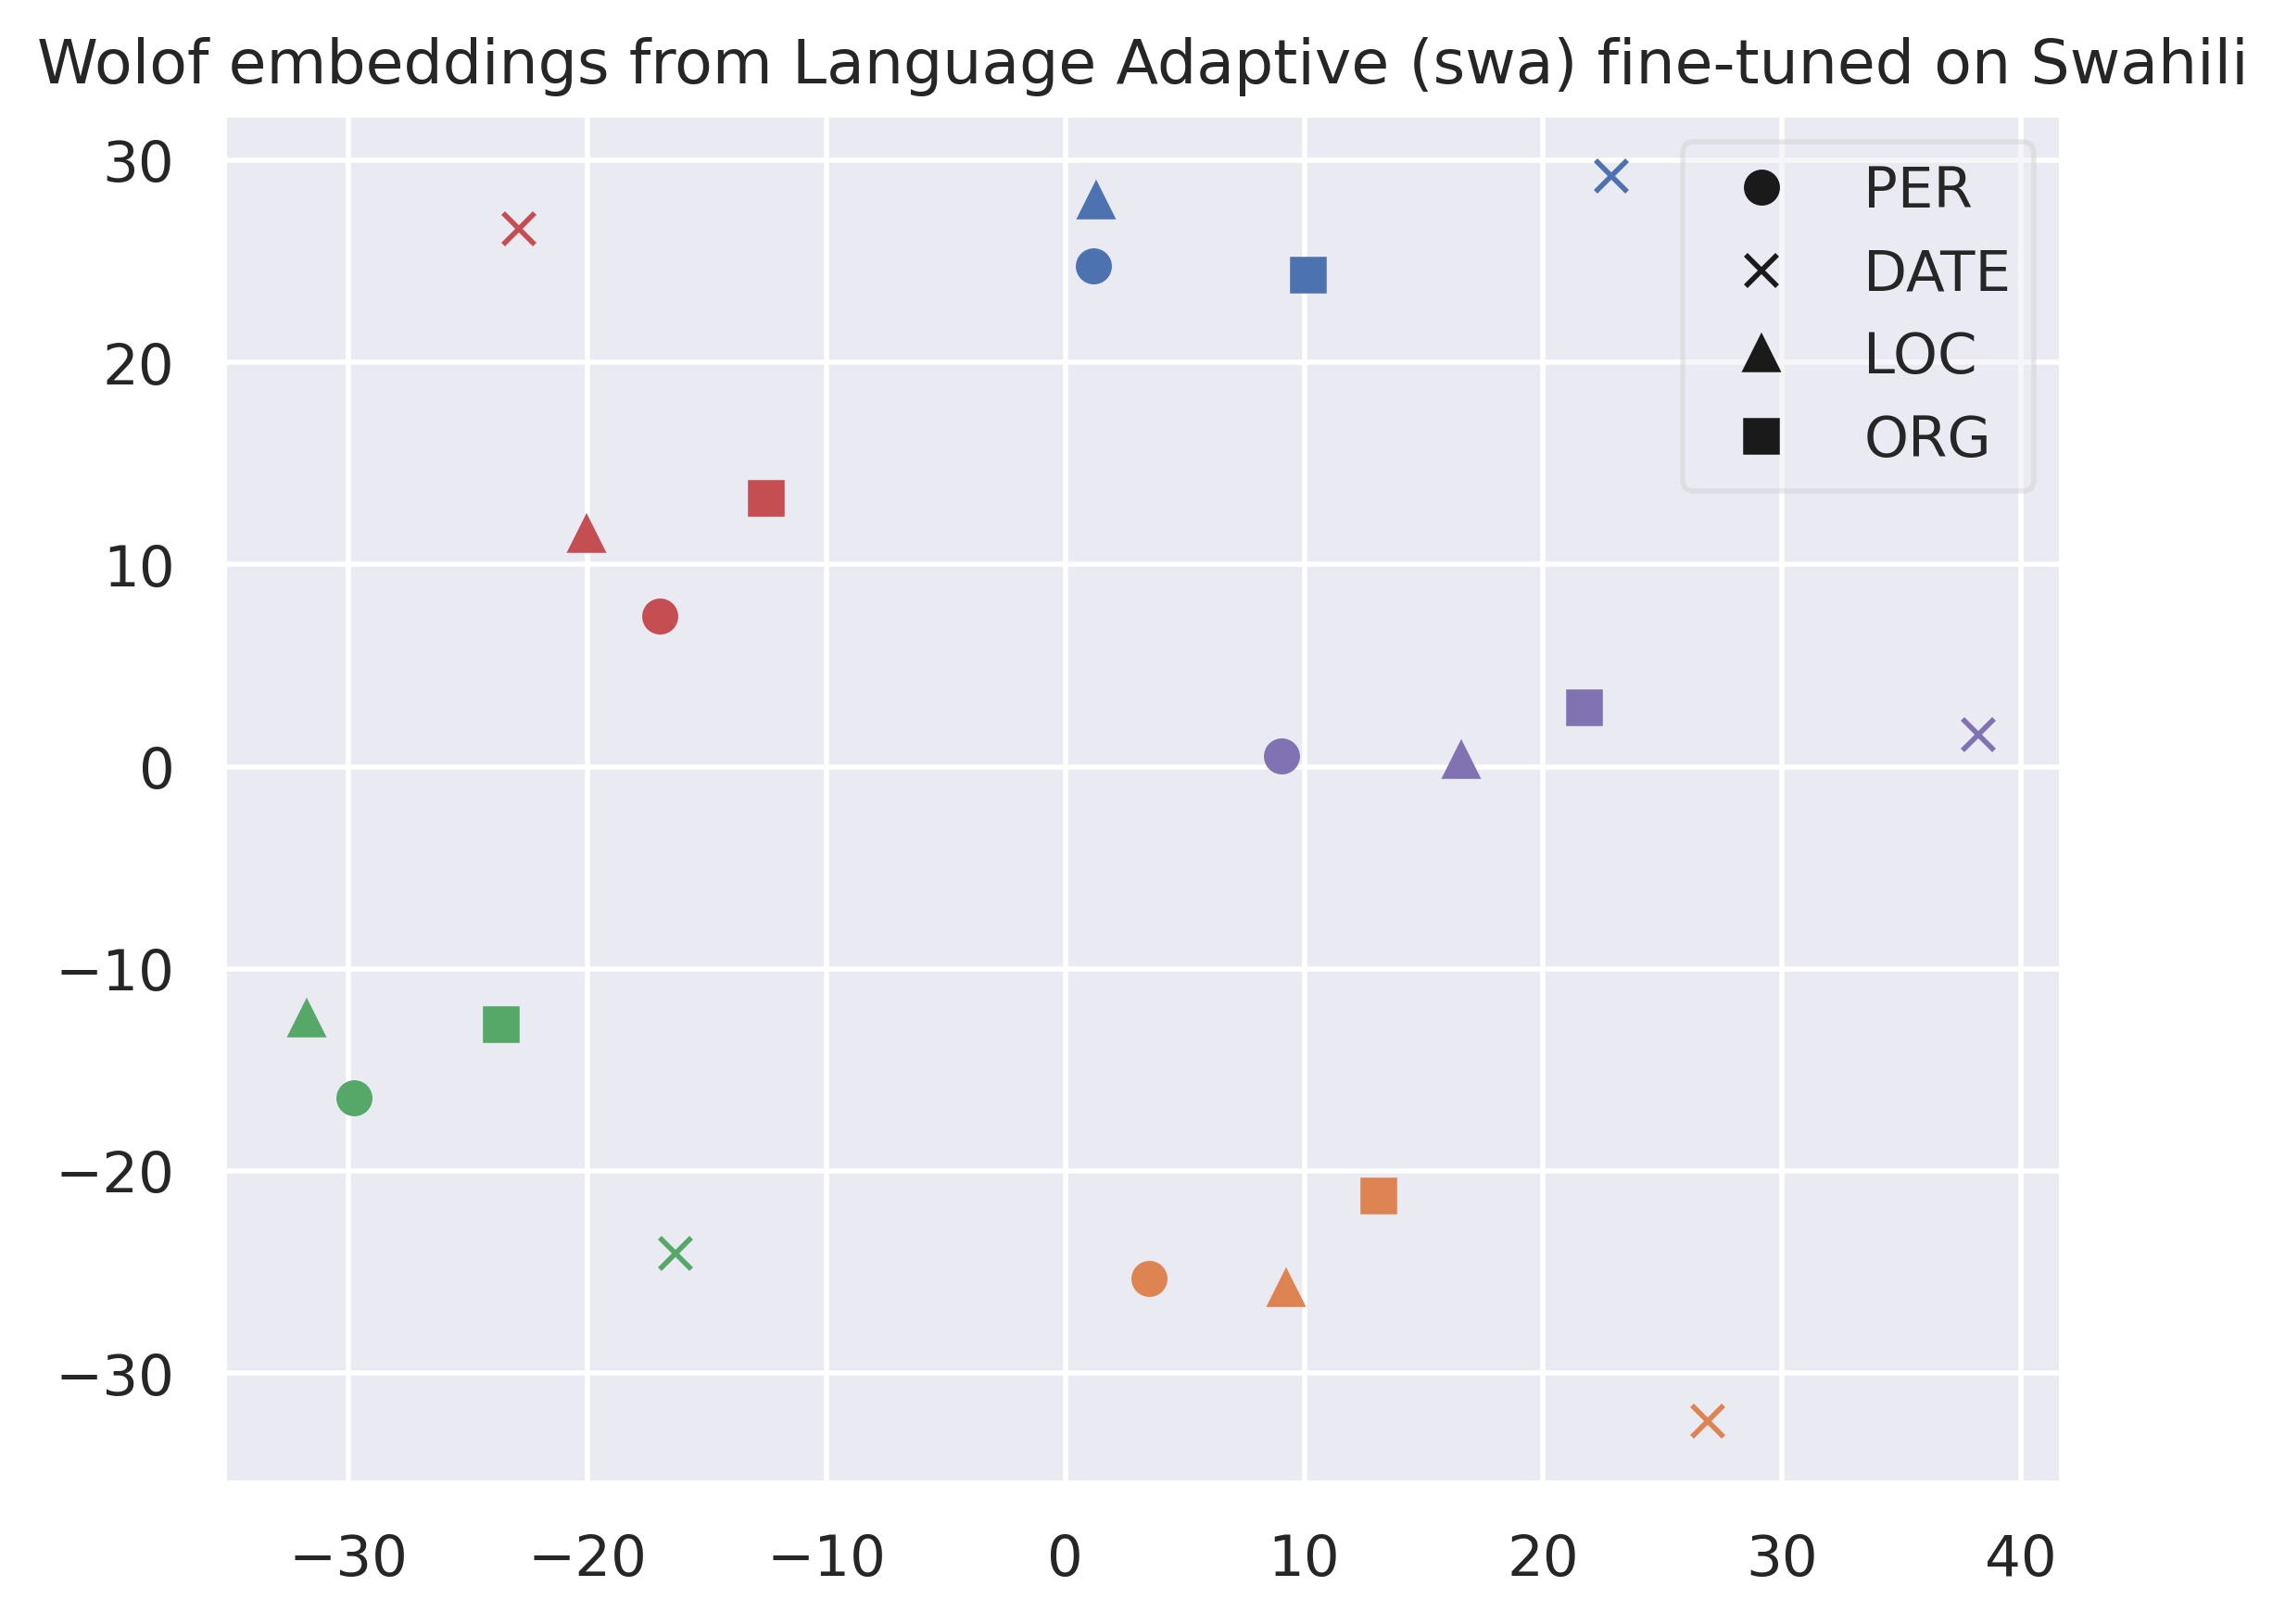 Wolof embeddings from Language Adaptive (swa) fine-tuned on Swahili
30
20
10
0
−10
−20
−30
PER
DATE
LOC
ORG
−30 −20 −10 0 10 20 30 40